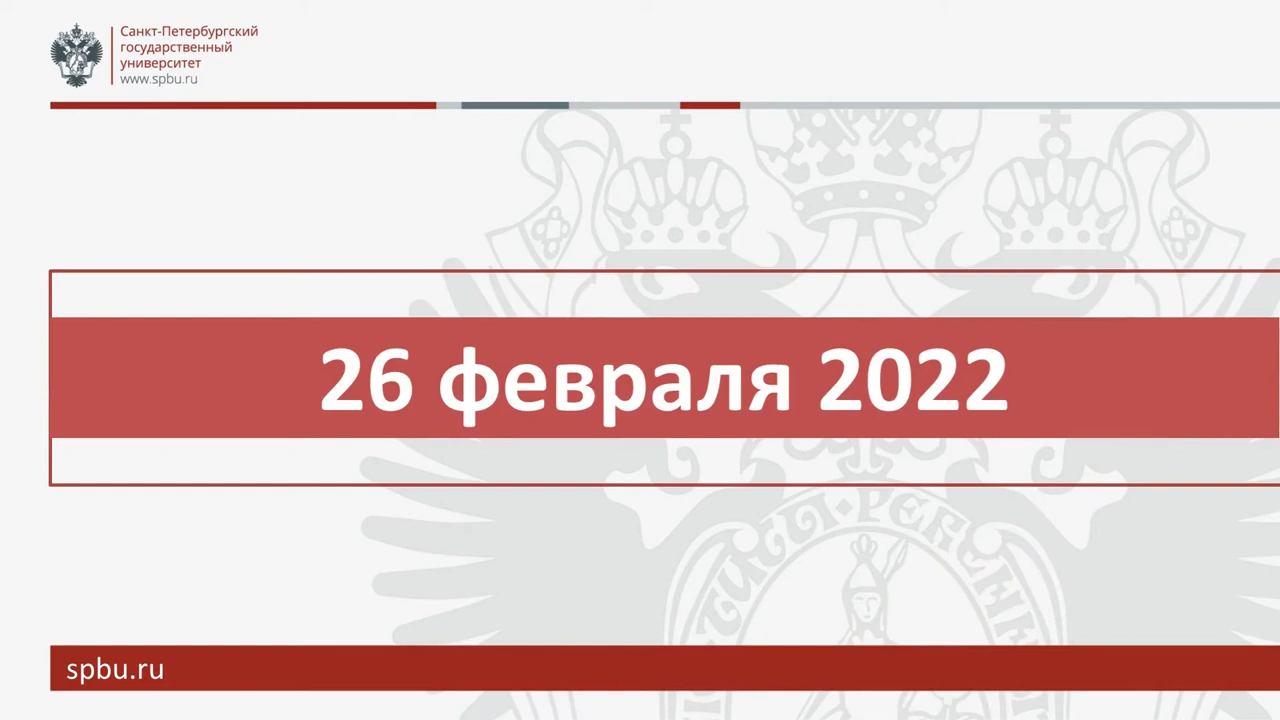 Санкт-Петербургский
государственный
университет
www.spbu.ru
26 февраля 2022
spbu.ru